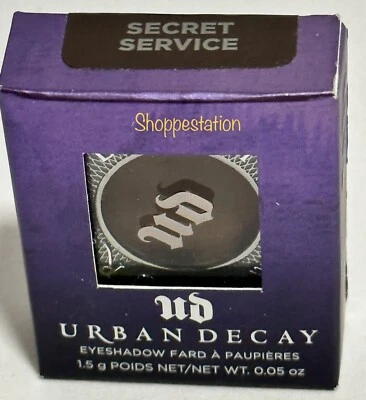 SECRET
SERVICE
Shoppestation
UD
UD
URBAN DECAY
EYESHADOW FARD À PAUPIÈRES
1.5 g POIDS NET/NET WT. 0.05 oz